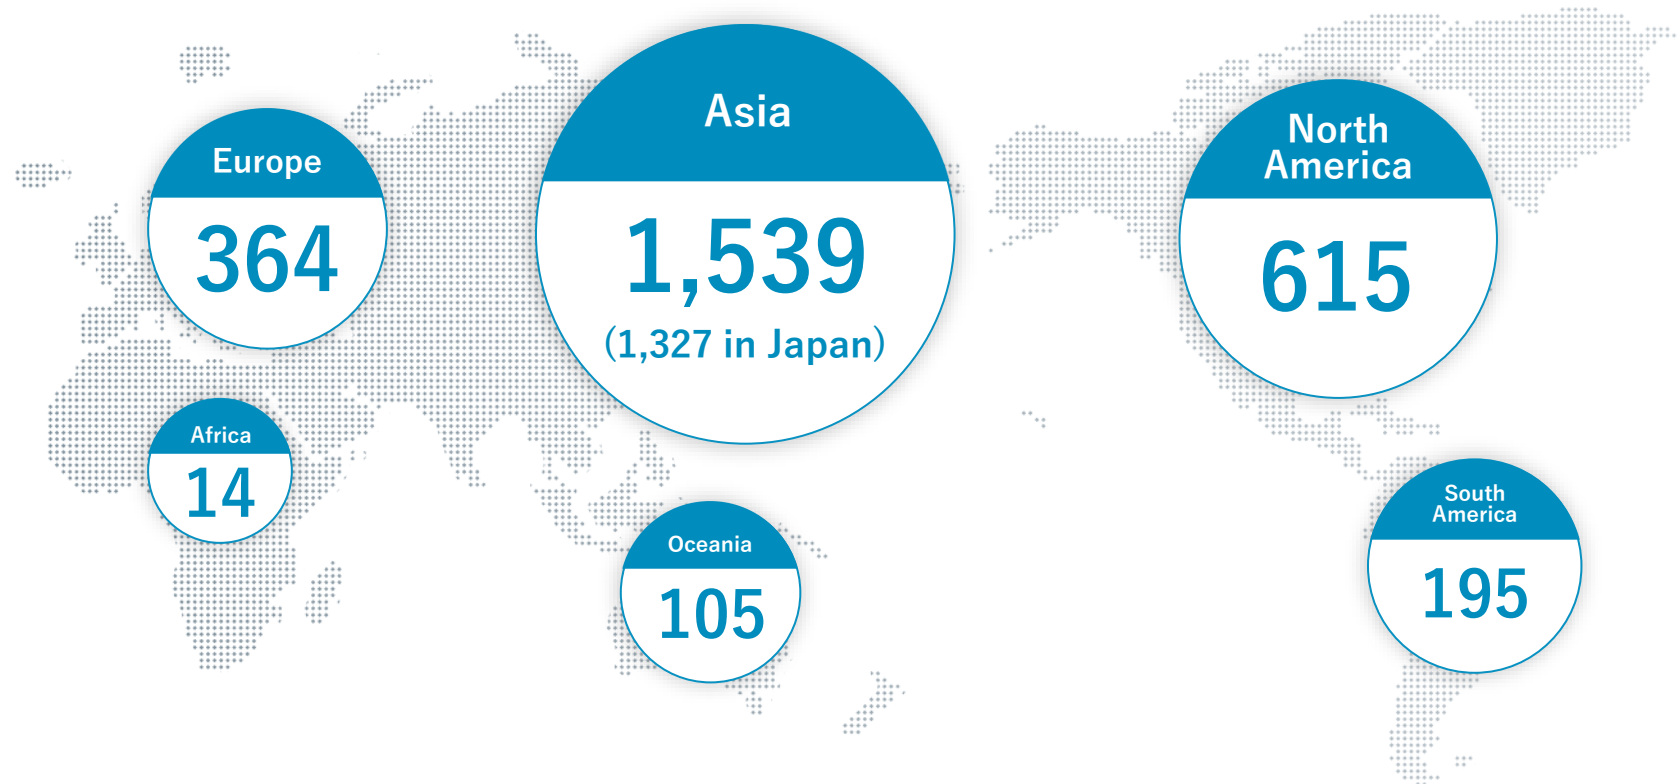 Europe
364
Asia
1,539
(1,327 in Japan)
North
America
615
Africa
14
Oceania
105
South
America
195